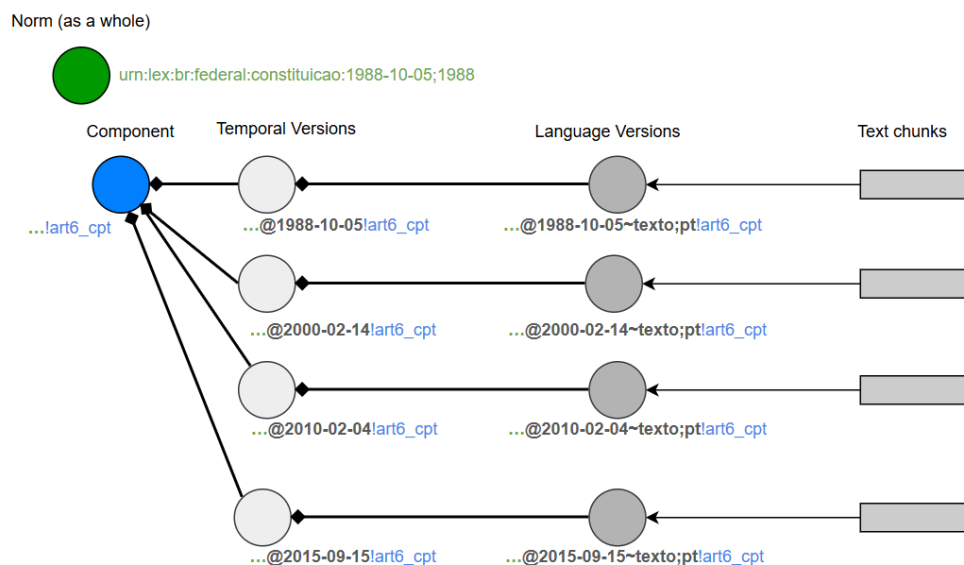 Norm (as a whole)
urn:lex:br:federal:constituicao:1988-10-05;1988
Component Temporal Versions Language Versions Text chunks
...!art6_cpt ...@1988-10-05!art6_cpt ...@1988-10-05~texto;pt!art6_cpt
...@2000-02-14!art6_cpt ...@2000-02-14~texto;pt!art6_cpt
...@2010-02-04!art6_cpt ...@2010-02-04~texto;pt!art6_cpt
...@2015-09-15!art6_cpt ...@2015-09-15~texto;pt!art6_cpt